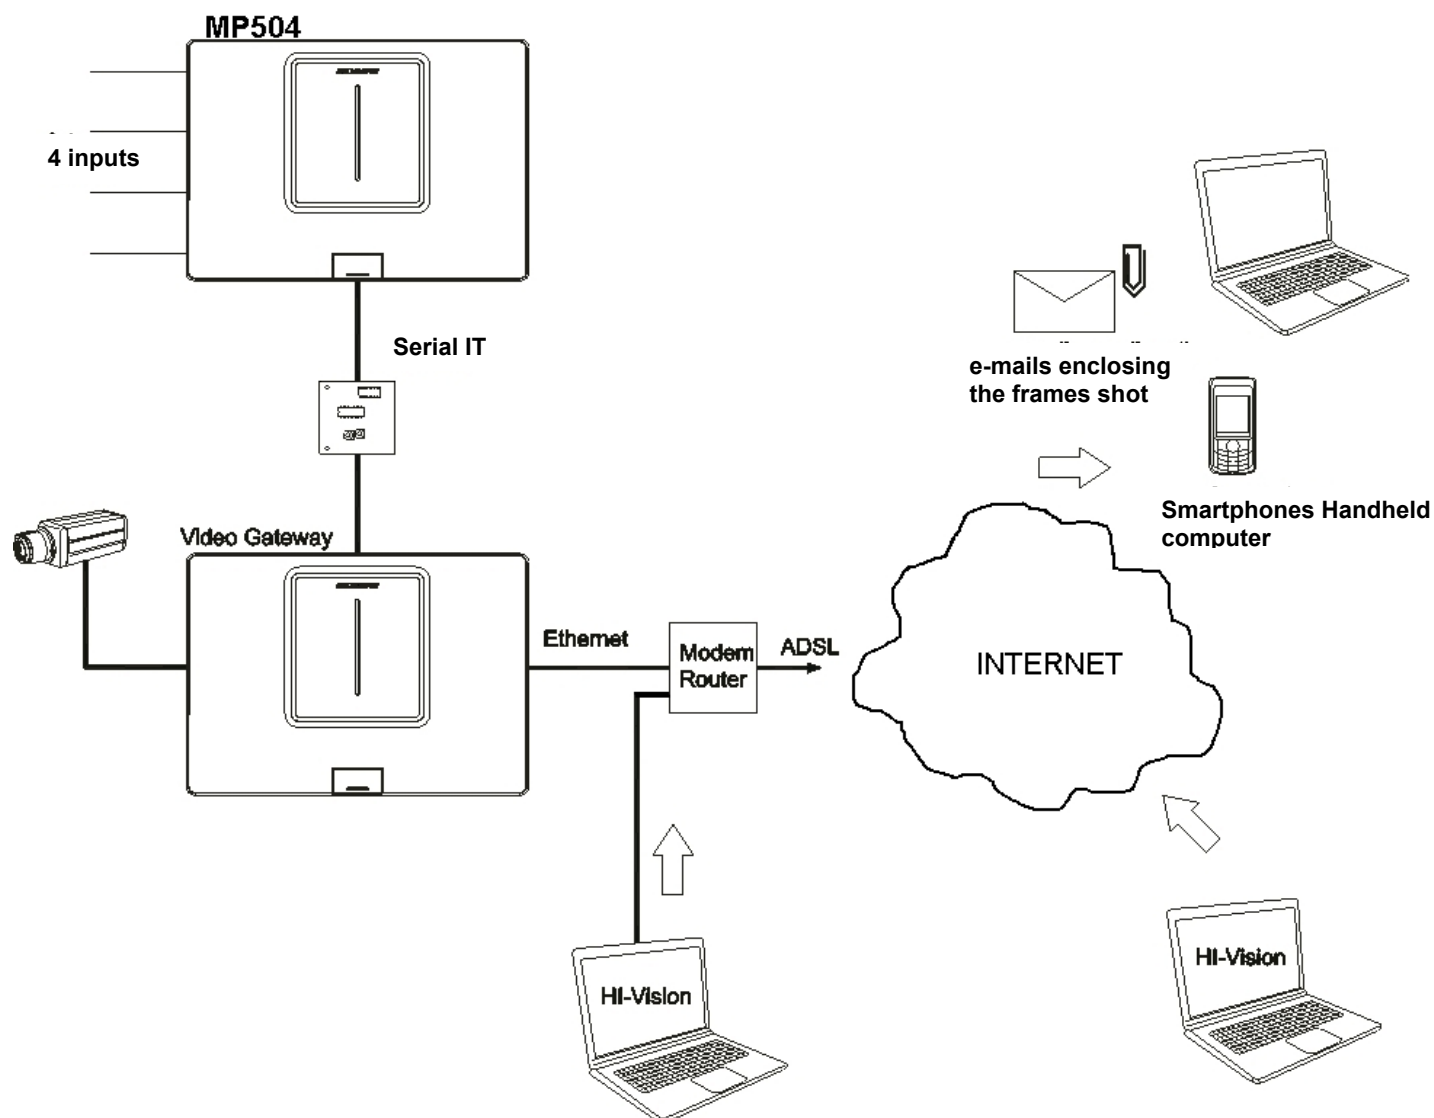 MP504
4 inputs
Serial IT
e-mails enclosing
the frames shot
Smartphones Handheld
computer
Video Gateway
Ethernet
Modem
Router
ADSL
INTERNET
HI-Vision
HI-Vision